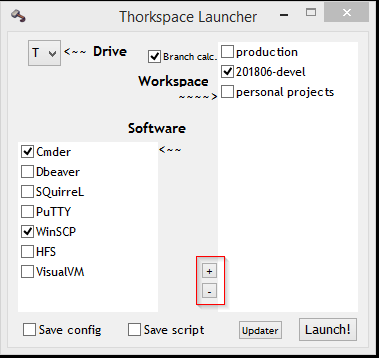 Thorkspace Launcher
T <~~ Drive
Branch calc.
production
201806-devel
personal projects
Workspace
~~~~>
Software
<~~
Cmder
Dbeaver
SQuirreL
PuTTY
WinSCP
HFS
VisualVM
+
-
Save config
Save script
Updater
Launch!